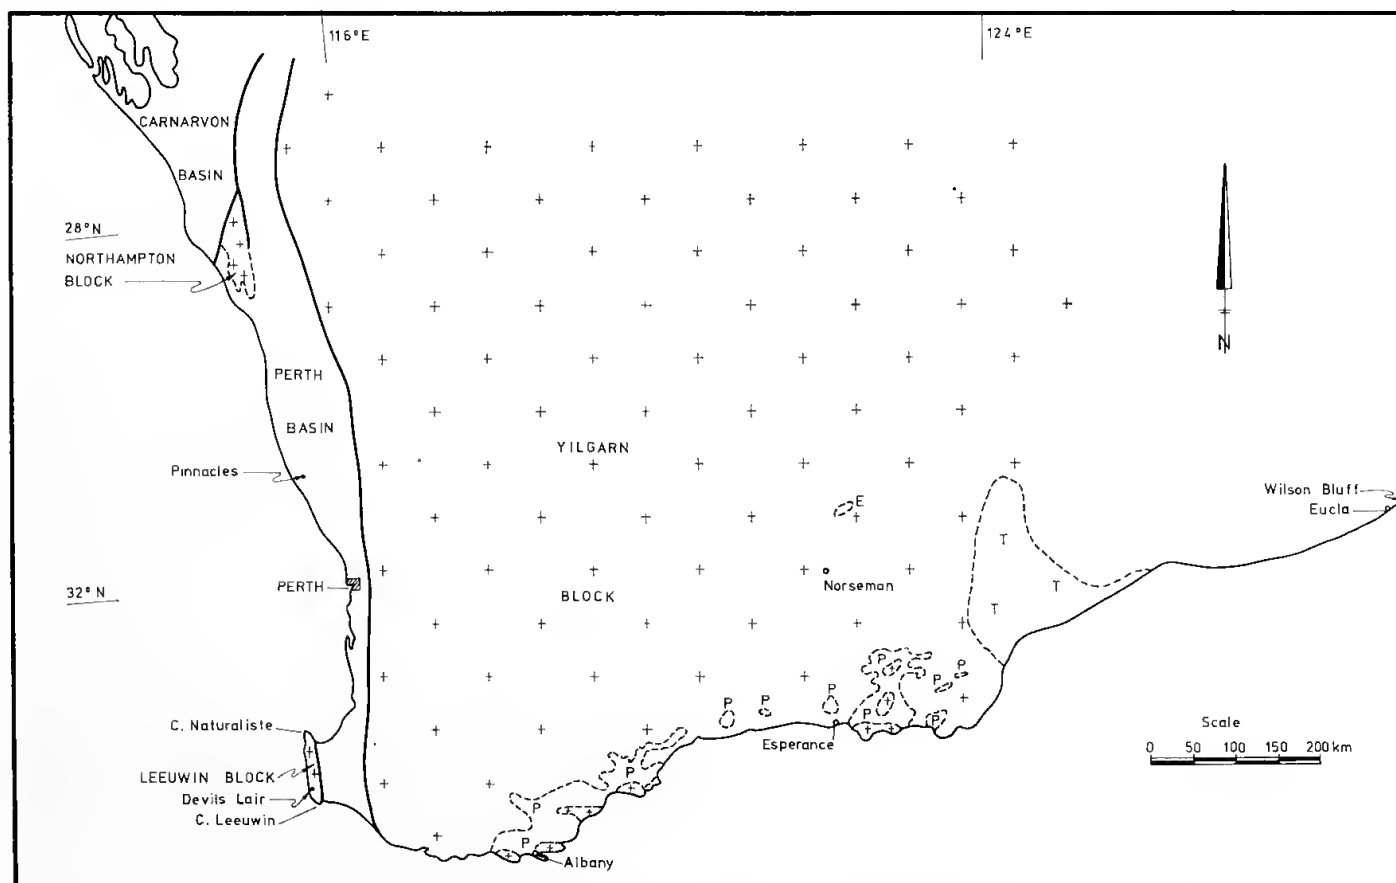 116°E
124°E
CARNARVON
BASIN
28°N
NORTHAMPTON
BLOCK
N
PERTH
BASIN
YILGARN
Pinnacles
E
Wilson Bluff
Eucla
T
T
T
Norseman
PERTH
32°N
BLOCK
P
P
P
P
P
P
P
P
C. Naturaliste
Esperance
Scale
0 50 100 150 200 km
LEEUWIN BLOCK
Devils Lair
C. Leeuwin
P
P
P
Albany